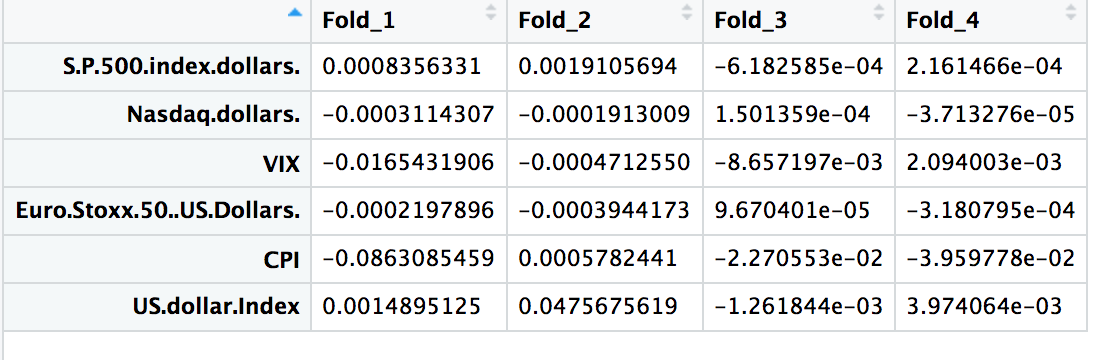 Fold_1 Fold_2 Fold_3 Fold_4
S.P.500.index.dollars. 0.0008356331 0.0019105694 -6.182585e-04 2.161466e-04
Nasdaq.dollars. -0.0003114307 -0.0001913009 1.501359e-04 -3.713276e-05
VIX -0.0165431906 -0.0004712550 -8.657197e-03 2.094003e-03
Euro.Stoxx.50..US.Dollars. -0.0002197896 -0.0003944173 9.670401e-05 -3.180795e-04
CPI -0.0863085459 0.0005782441 -2.270553e-02 -3.959778e-02
US.dollar.Index 0.0014895125 0.0475675619 -1.261844e-03 3.974064e-03